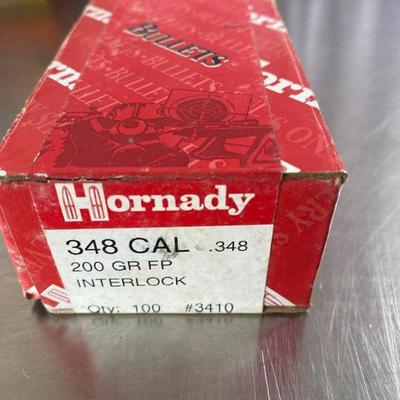 BULLETS
Hornady
348 CAL .348
200 GR FP
INTERLOCK
Qty: 100 #3410